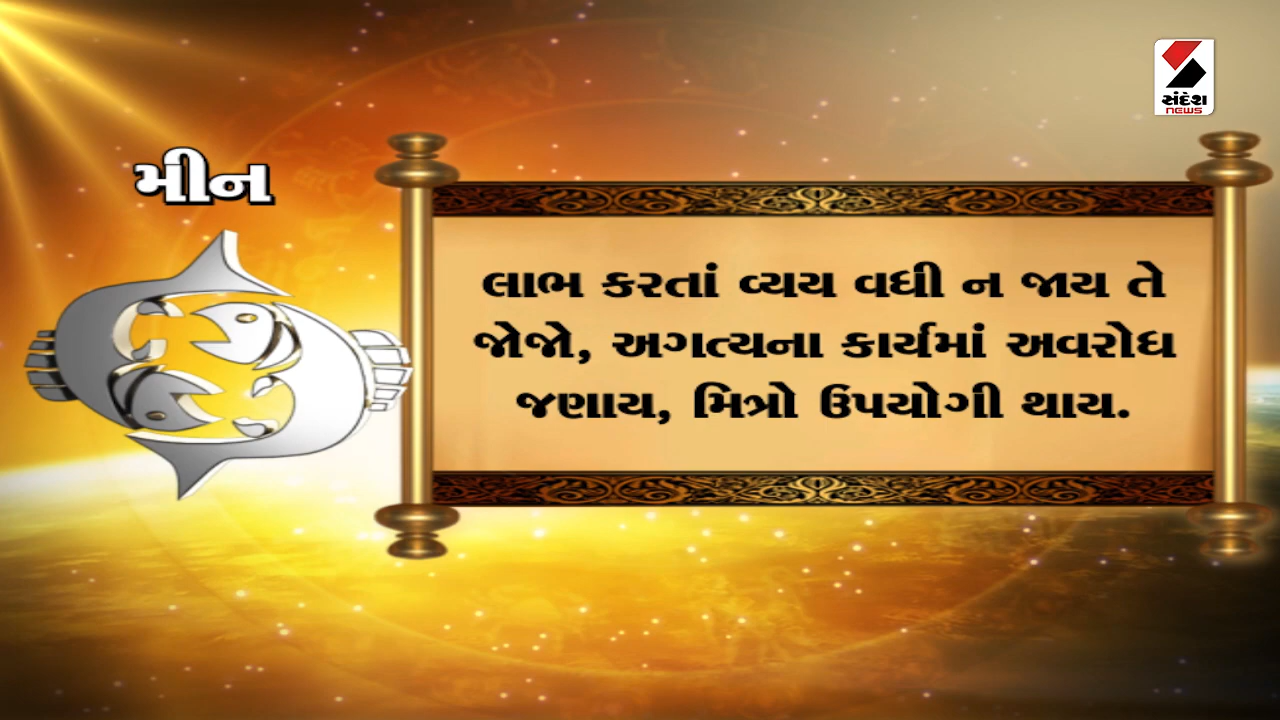 સંદેશ
NEWS
મીન
લાભ કરતાં વ્યય વધી ન જાય તે
જોજો, અગત્યના કાર્યમાં અવરોધ
જણાય, મિત્રો ઉપયોગી થાય.